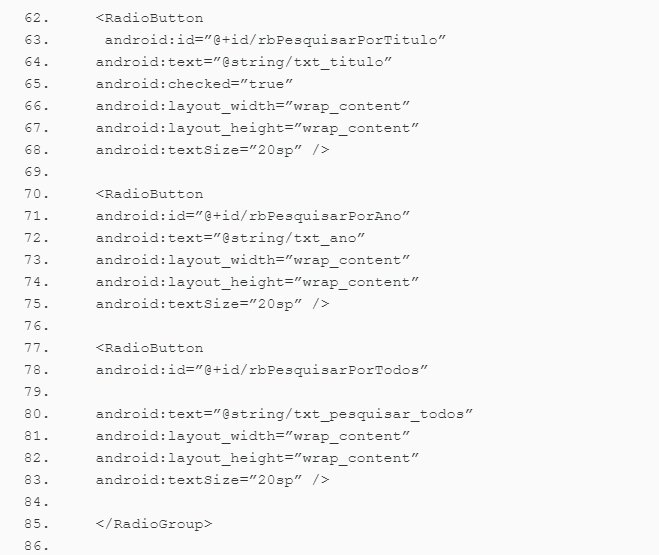 62.     <RadioButton
63.      android:id=”@+id/rbPesquisarPorTitulo”
64.     android:text=”@string/txt_titulo”
65.     android:checked=”true”
66.     android:layout_width=”wrap_content”
67.     android:layout_height=”wrap_content”
68.     android:textSize=”20sp” />
69.
70.     <RadioButton
71.     android:id=”@+id/rbPesquisarPorAno”
72.     android:text=”@string/txt_ano”
73.     android:layout_width=”wrap_content”
74.     android:layout_height=”wrap_content”
75.     android:textSize=”20sp” />
76.
77.     <RadioButton
78.     android:id=”@+id/rbPesquisarPorTodos”
79.
80.     android:text=”@string/txt_pesquisar_todos”
81.     android:layout_width=”wrap_content”
82.     android:layout_height=”wrap_content”
83.     android:textSize=”20sp” />
84.
85.     </RadioGroup>
86.